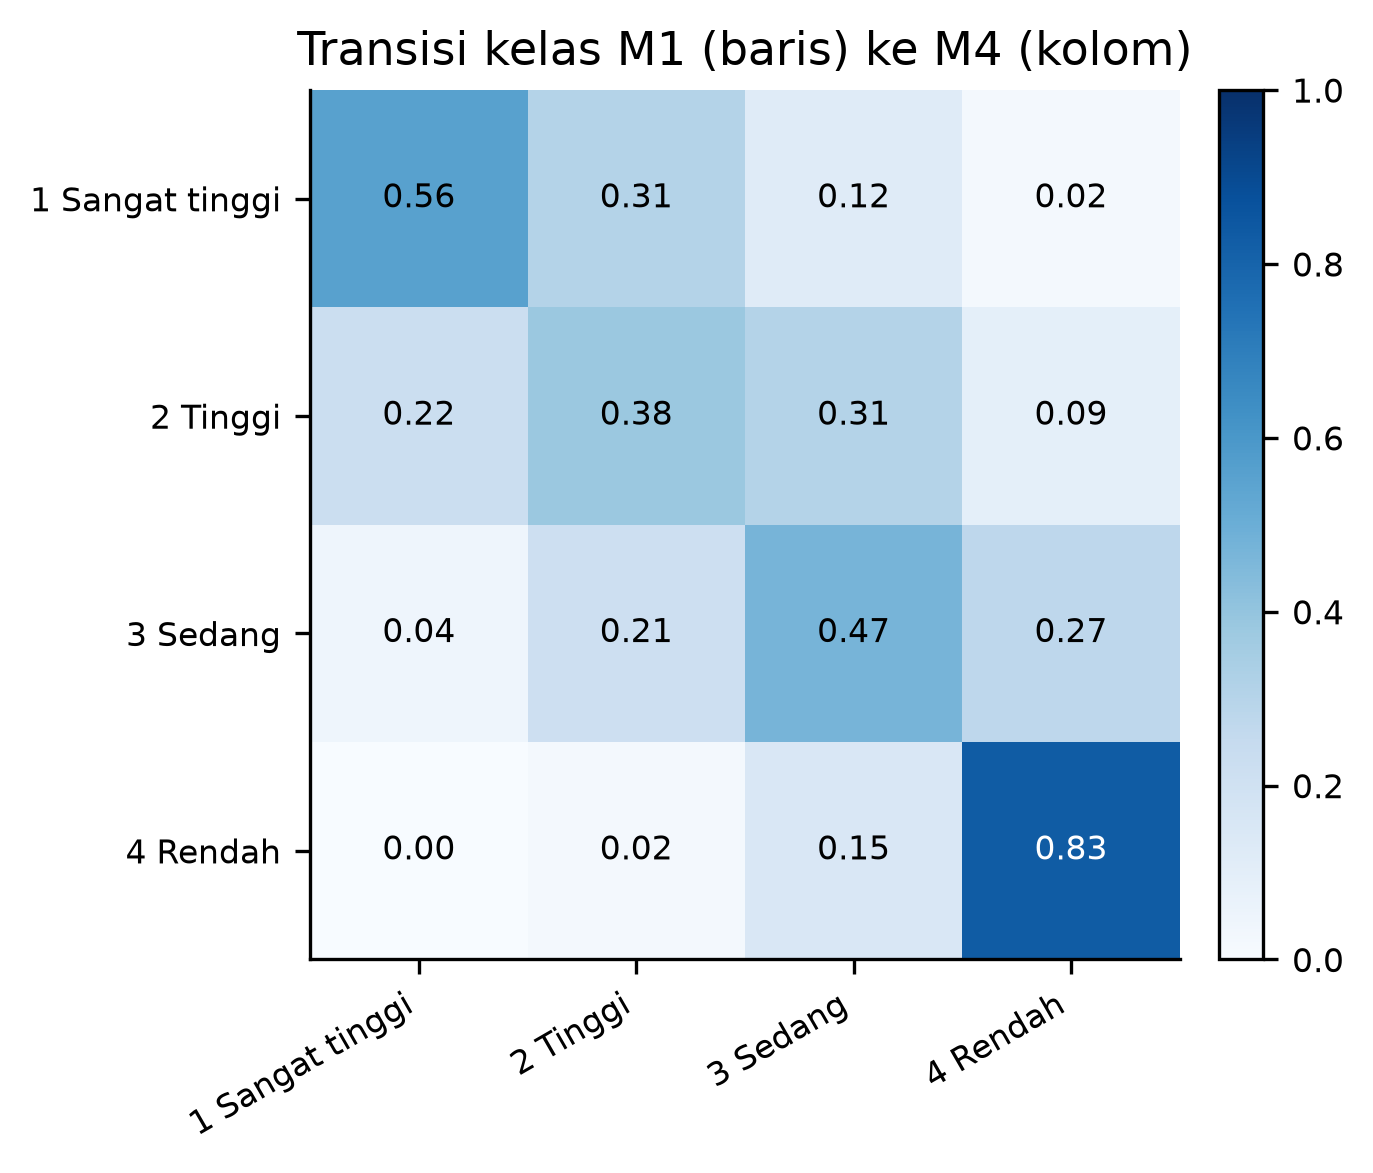 Transisi kelas M1 (baris) ke M4 (kolom)
1 Sangat tinggi 0.56 0.31 0.12 0.02
2 Tinggi 0.22 0.38 0.31 0.09
3 Sedang 0.04 0.21 0.47 0.27
4 Rendah 0.00 0.02 0.15 0.83
1 Sangat tinggi 2 Tinggi 3 Sedang 4 Rendah
1.0
0.8
0.6
0.4
0.2
0.0